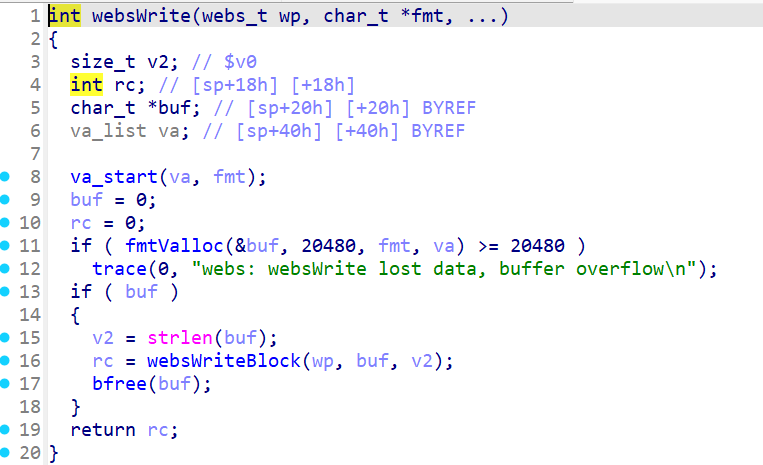 1 int websWrite(webs_t wp, char_t *fmt, ...)
2 {
3 size_t v2; // $v0
4 int rc; // [sp+18h] [+18h]
5 char_t *buf; // [sp+20h] [+20h] BYREF
6 va_list va; // [sp+40h] [+40h] BYREF
7
8 va_start(va, fmt);
9 buf = 0;
10 rc = 0;
11 if ( fmtValloc(&buf, 20480, fmt, va) >= 20480 )
12 trace(0, "webs: websWrite lost data, buffer overflow\n");
13 if ( buf )
14 {
15 v2 = strlen(buf);
16 rc = websWriteBlock(wp, buf, v2);
17 bfree(buf);
18 }
19 return rc;
20 }